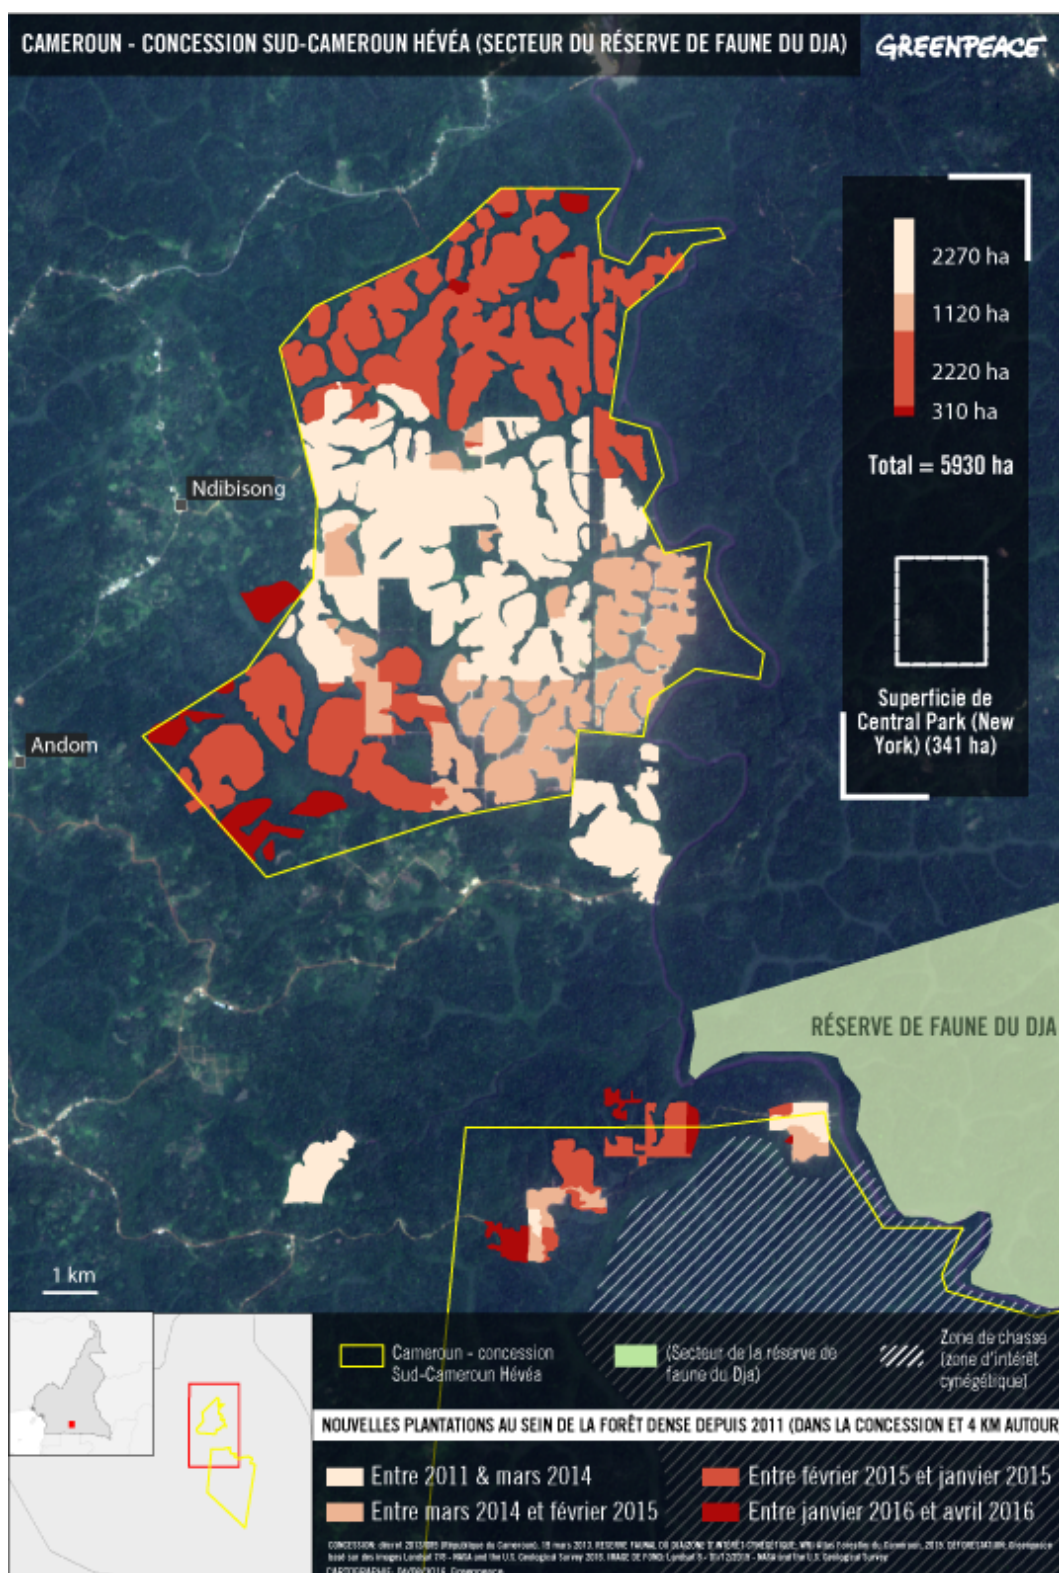 CAMEROUN - CONCESSION SUD-CAMEROUN HÉVÉA (SECTEUR DU RÉSERVE DE FAUNE DU DJA)
GREENPEACE
2270 ha
1120 ha
2220 ha
310 ha
Total = 5930 ha
Ndibisong
Superficie de
Central Park (New
York) (341 ha)
Andom
RÉSERVE DE FAUNE DU DJA
1 km
Cameroun - concession
Sud-Cameroun Hévéa
(Secteur de la réserve de
faune du Dja)
Zone de chasse
(zone d'intérêt
cynégétique)
NOUVELLES PLANTATIONS AU SEIN DE LA FORÊT DENSE DEPUIS 2011 (DANS LA CONCESSION ET 4 KM AUTOUR
Entre 2011 & mars 2014
Entre février 2015 et janvier 2015
Entre mars 2014 et février 2015
Entre janvier 2016 et avril 2016